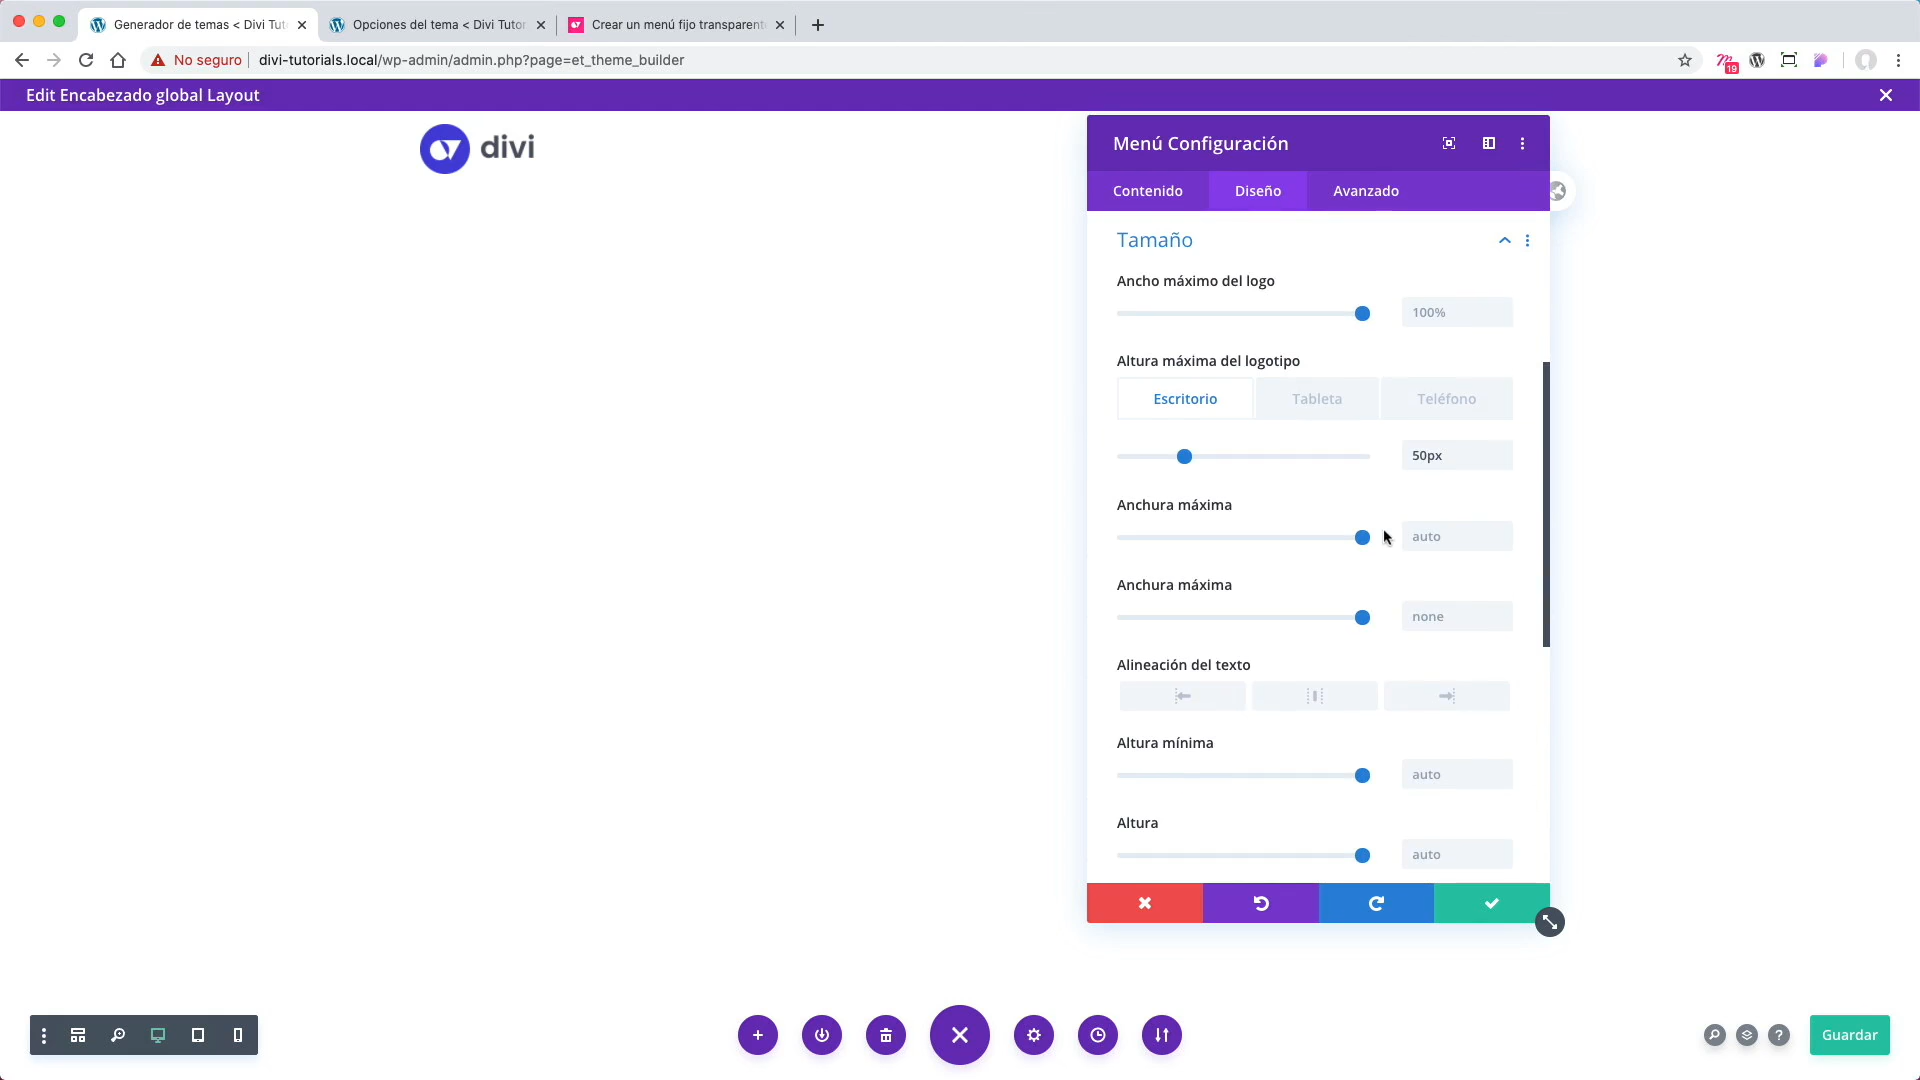 Generador de temas < Divi Tut
Opciones del tema < Divi Tutor
Crear un menú fijo transparent
No seguro
divi-tutorials.local/wp-admin/admin.php?page=et_theme_builder
19
Edit Encabezado global Layout
divi
Menú Configuración
Contenido
Diseño
Avanzado
Tamaño
Ancho máximo del logo
100%
Altura máxima del logotipo
Escritorio
Tableta
Teléfono
50px
Anchura máxima
auto
Anchura máxima
none
Alineación del texto
Altura mínima
auto
Altura
auto
Guardar